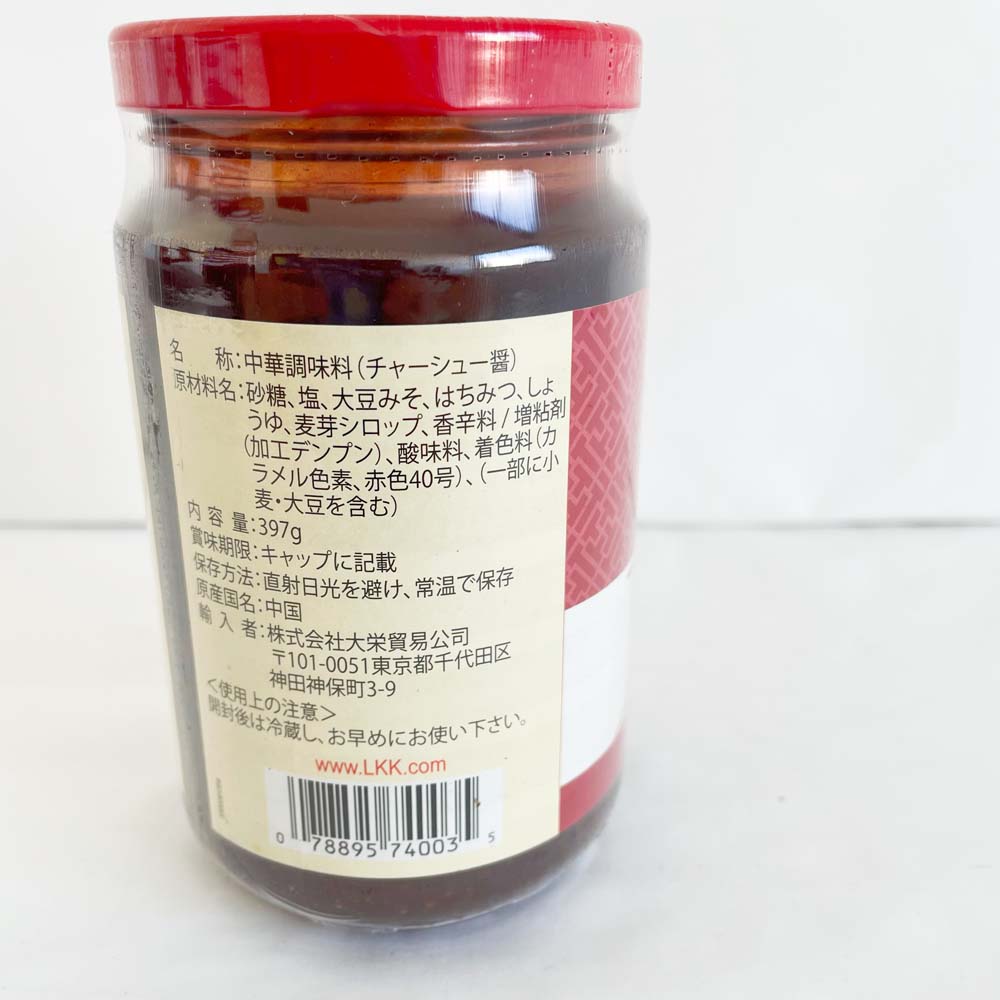 名 称:中華調味料(チャーシュー醤)
原材料名:砂糖、塩、大豆みそ、はちみつ、しょ
うゆ、麦芽シロップ、香辛料/増粘剤
(加工デンプン)、酸味料、着色料(カ
ラメル色素、赤色40号)、(一部に小
麦・大豆を含む)
内容量:397g
賞味期限:キャップに記載
保存方法:直射日光を避け、常温で保存
原産国名:中国
輸入者:株式会社大栄貿易公司
〒101-0051東京都千代田区
神田神保町3-9
<使用上の注意>
開封後は冷蔵し、お早めにお使い下さい。
www.LKK.com
0 78895 74003 5